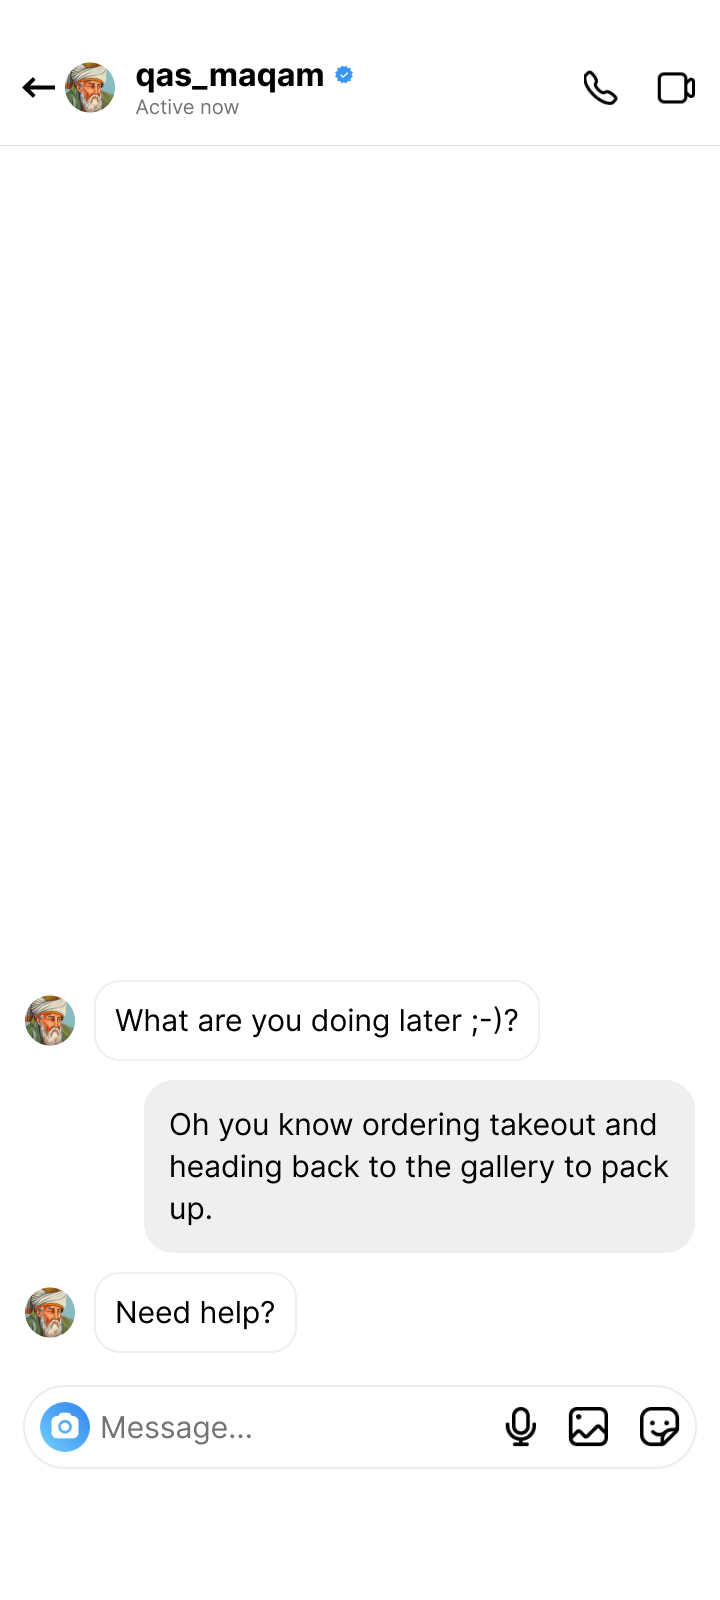 qas_maqam
Active now
What are you doing later ;-)?
Oh you know ordering takeout and
heading back to the gallery to pack
up.
Need help?
Message...